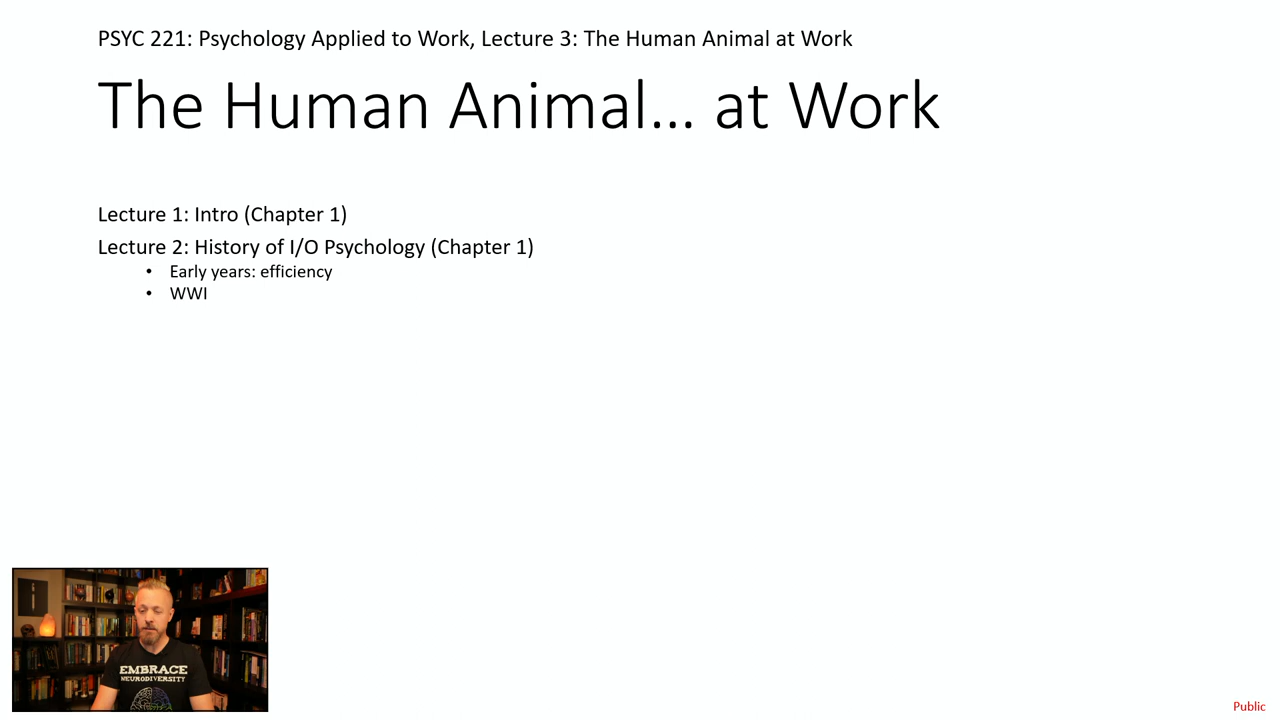 PSYC 221: Psychology Applied to Work, Lecture 3: The Human Animal at Work
The Human Animal... at Work
Lecture 1: Intro (Chapter 1)
Lecture 2: History of I/O Psychology (Chapter 1)
• Early years: efficiency
• WWI
EMBRACE
NEURODIVERSITY
Public